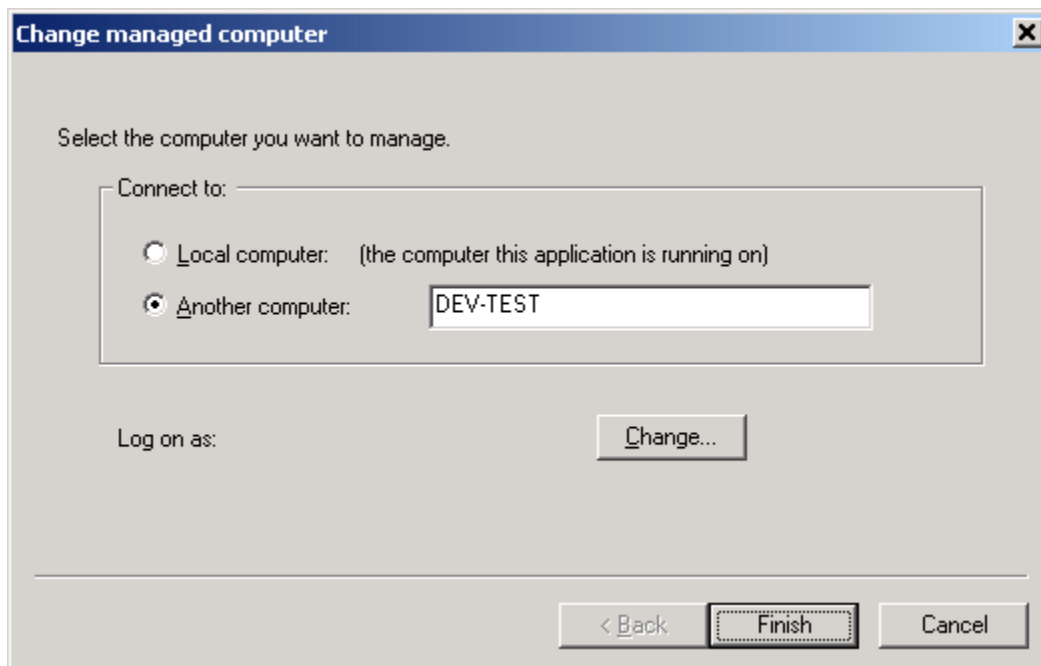 Change managed computer
Select the computer you want to manage.
Connect to:
Local computer: (the computer this application is running on)
Another computer: DEV-TEST
Log on as: Change...
< Back Finish Cancel